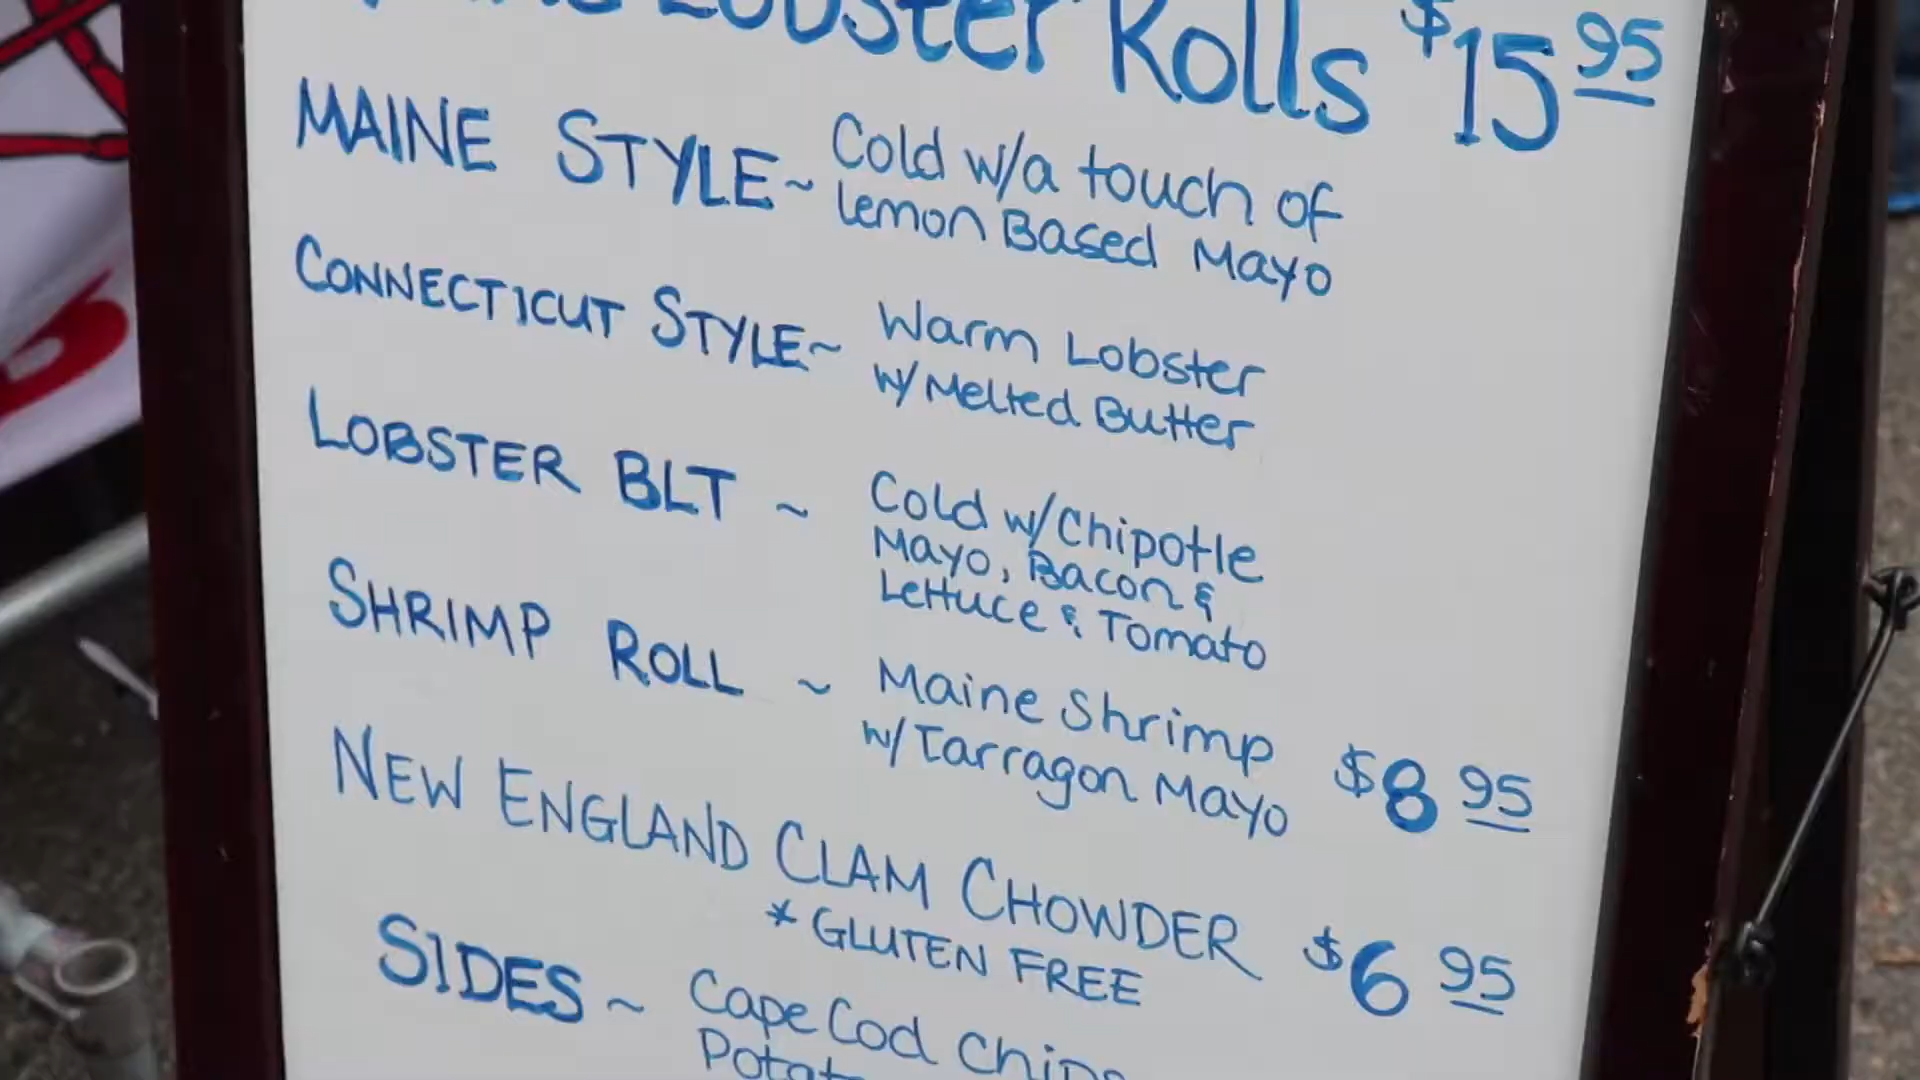 Lobster Rolls $15 95
MAINE STYLE ~ Cold w/a touch of
lemon Based Mayo
CONNECTICUT STYLE ~ Warm Lobster
w/ Melted Butter
LOBSTER BLT ~ Cold w/Chipotle
Mayo, Bacon &
Lettuce & Tomato
SHRIMP ROLL ~ Maine Shrimp
w/Tarragon Mayo $8 95
NEW ENGLAND CLAM CHOWDER $6 95
* GLUTEN FREE
SIDES ~ Cape Cod Chips